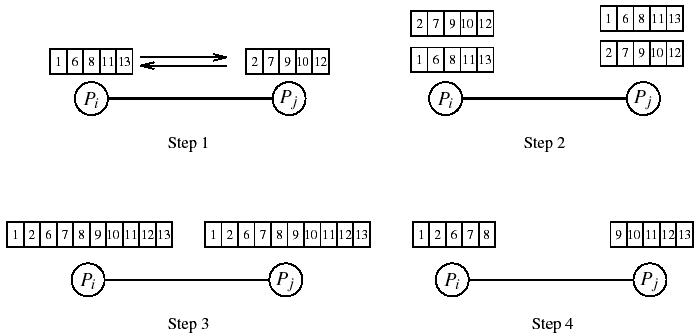 1 6 8 11 13
2 7 9 10 12
Pi
Pj
Step 1
2 7 9 10 12
1 6 8 11 13
1 6 8 11 13
2 7 9 10 12
Pi
Pj
Step 2
1 2 6 7 8 9 10 11 12 13
1 2 6 7 8 9 10 11 12 13
Pi
Pj
Step 3
1 2 6 7 8
9 10 11 12 13
Pi
Pj
Step 4